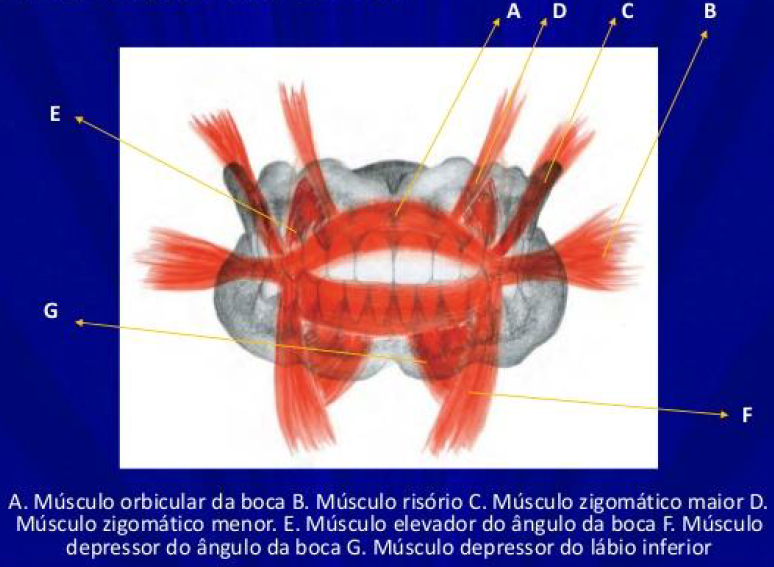 A D C B
E
G
F
A. Músculo orbicular da boca B. Músculo risório C. Músculo zigomático maior D.
Músculo zigomático menor. E. Músculo elevador do ângulo da boca F. Músculo
depressor do ângulo da boca G. Músculo depressor do lábio inferior